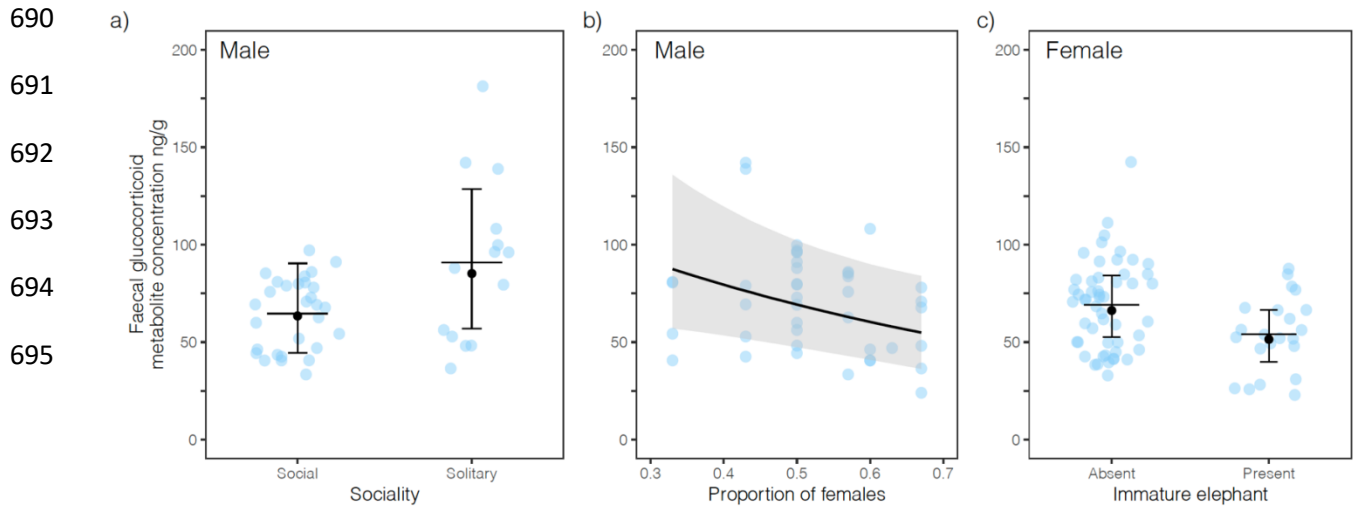 690
691
692
693
694
695
a)
Male
Faecal glucocorticoid
metabolite concentration ng/g
200
150
100
50
0
Social
Solitary
Sociality
b)
Male
200
150
100
50
0
0.3
0.4
0.5
0.6
0.7
Proportion of females
c)
Female
200
150
100
50
0
Absent
Present
Immature elephant